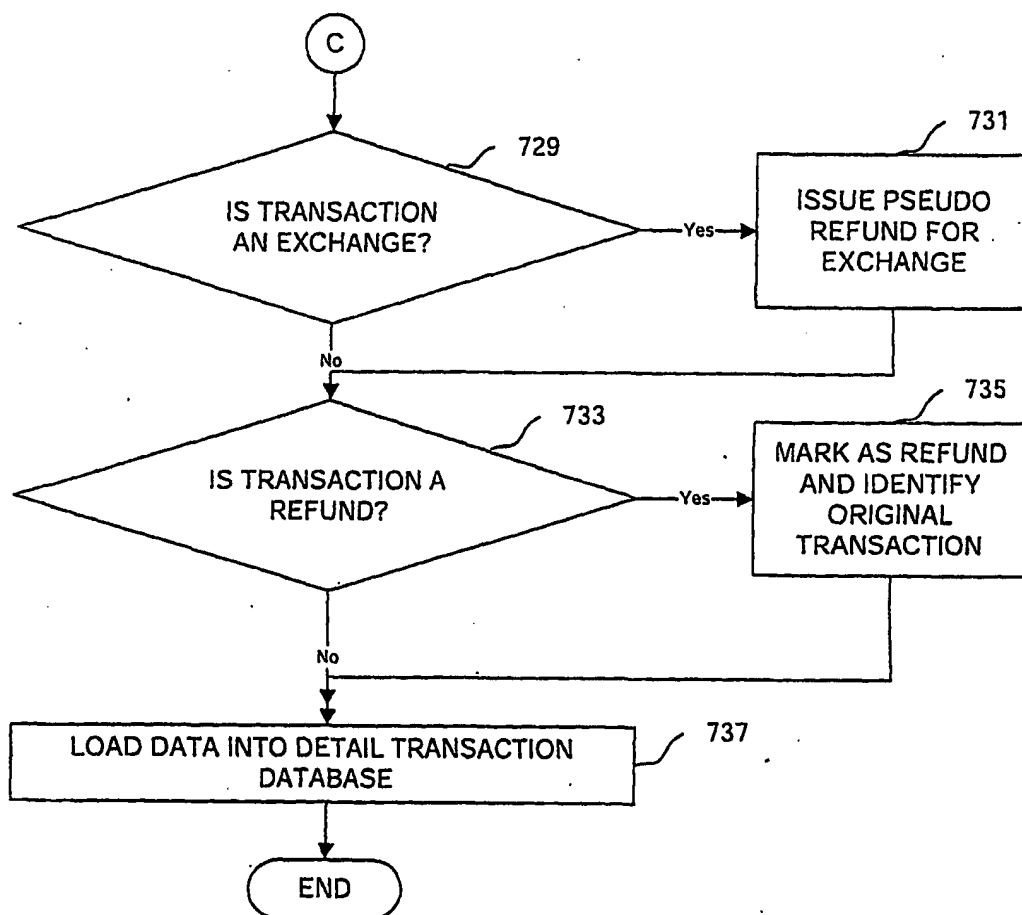 C
729
IS TRANSACTION
AN EXCHANGE?
Yes
731
ISSUE PSEUDO
REFUND FOR
EXCHANGE
No
733
IS TRANSACTION A
REFUND?
Yes
735
MARK AS REFUND
AND IDENTIFY
ORIGINAL
TRANSACTION
No
LOAD DATA INTO DETAIL TRANSACTION
DATABASE
737
END